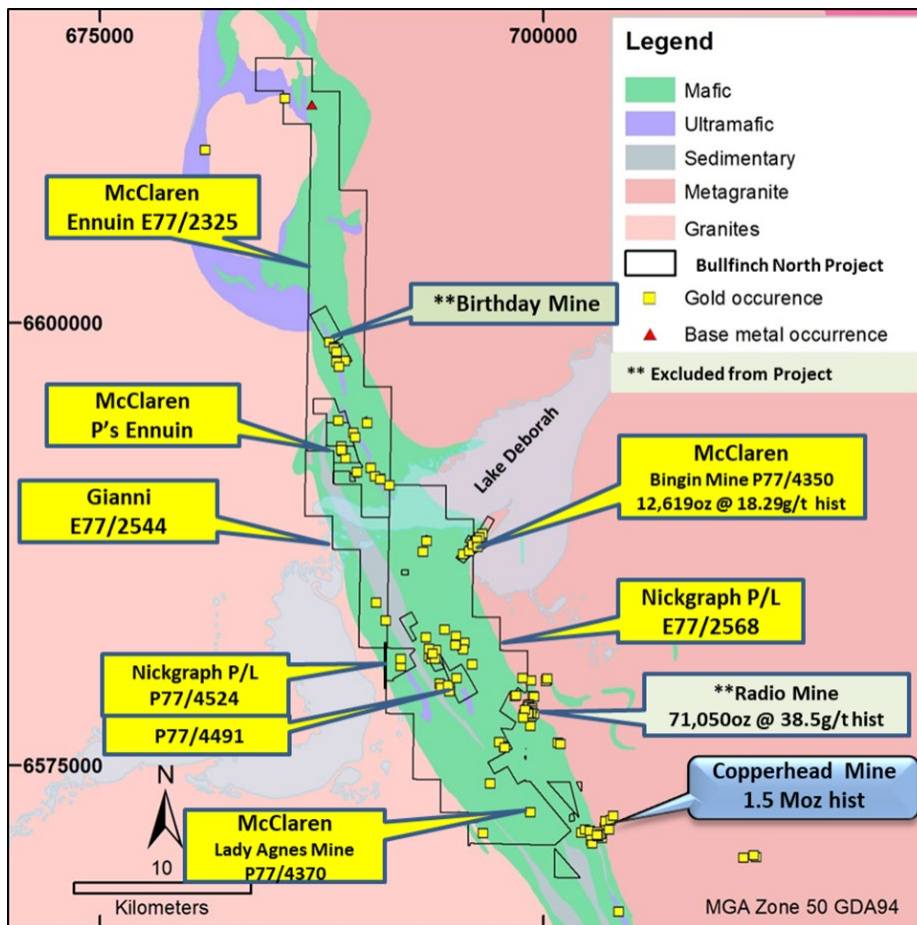 675000
700000
Legend
Mafic
Ultramafic
Sedimentary
Metagranite
Granites
Bullfinch North Project
Gold occurence
Base metal occurrence
** Excluded from Project
McClaren
Ennuin E77/2325
6600000
**Birthday Mine
McClaren
P's Ennuin
Lake Deborah
McClaren
Bingin Mine P77/4350
12,619oz @ 18.29g/t hist
Gianni
E77/2544
Nickgraph P/L
E77/2568
Nickgraph P/L
P77/4524
**Radio Mine
71,050oz @ 38.5g/t hist
P77/4491
6575000
Copperhead Mine
1.5 Moz hist
N
McClaren
Lady Agnes Mine
P77/4370
10
Kilometers
MGA Zone 50 GDA94